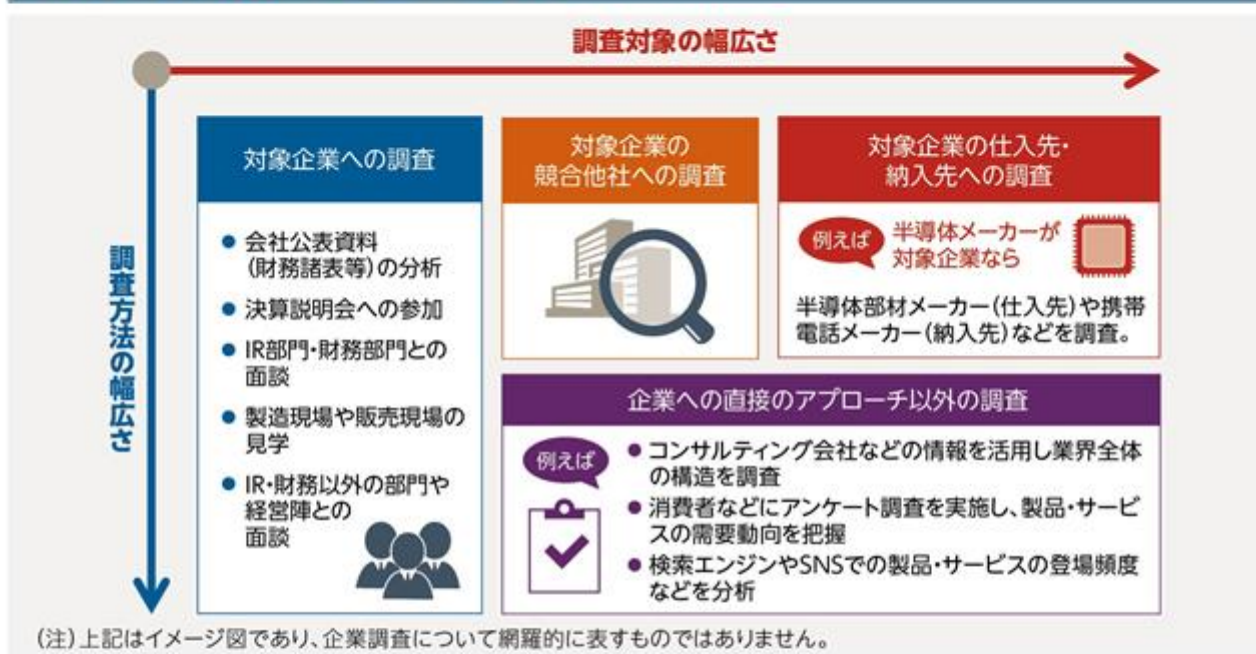 調査対象の幅広さ
調査方法の幅広さ
対象企業への調査
● 会社公表資料
(財務諸表等)の分析
● 決算説明会への参加
● IR部門・財務部門との
面談
● 製造現場や販売現場の
見学
● IR・財務以外の部門や
経営陣との
面談
対象企業の
競合他社への調査
対象企業の仕入先・
納入先への調査
例えば
半導体メーカーが
対象企業なら
半導体部材メーカー(仕入先)や携帯
電話メーカー(納入先)などを調査。
企業への直接のアプローチ以外の調査
例えば
● コンサルティング会社などの情報を活用し業界全体
の構造を調査
● 消費者などにアンケート調査を実施し、製品・サービ
スの需要動向を把握
● 検索エンジンやSNSでの製品・サービスの登場頻度
などを分析
(注)上記はイメージ図であり、企業調査について網羅的に表すものではありません。